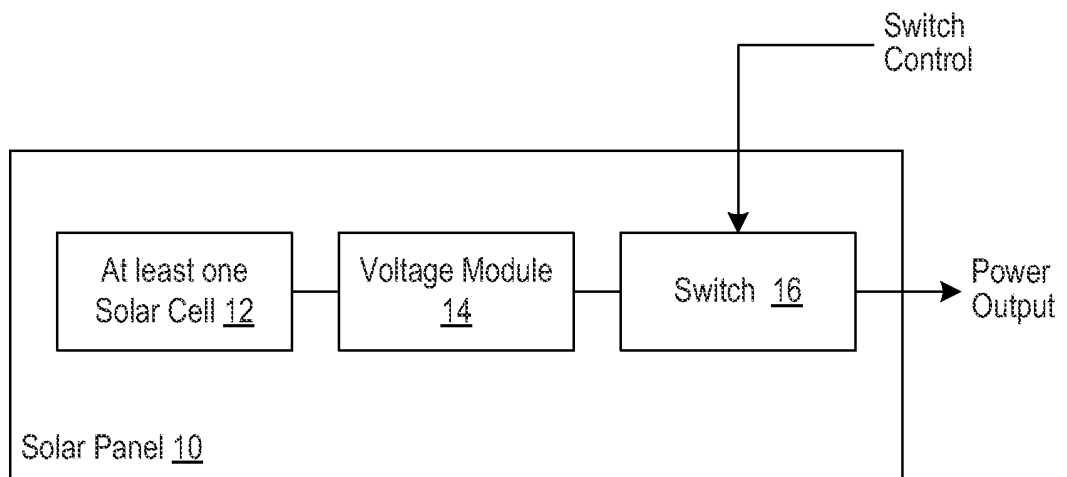 Switch
Control
At least one
Solar Cell 12
Voltage Module
14
Switch 16
Power
Output
Solar Panel 10